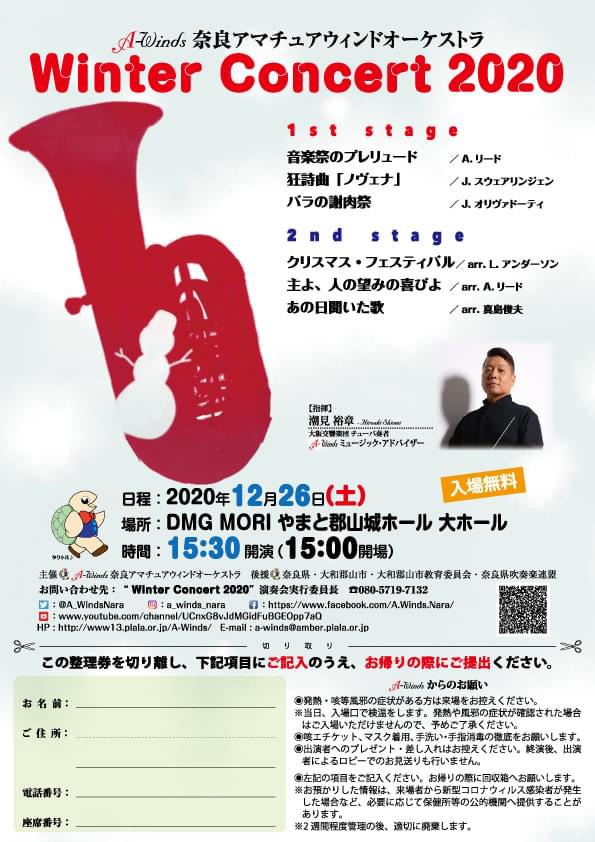 A-Winds 奈良アマチュアウィンドオーケストラ
Winter Concert 2020
1st stage
音楽祭のプレリュード ／A. リード
狂詩曲「ノヴェナ」 ／J. スウェアリンジェン
バラの謝肉祭 ／J. オリヴァドーティ
2nd stage
クリスマス・フェスティバル／arr. L. アンダーソン
主よ、人の望みの喜びよ ／arr. A. リード
あの日聞いた歌 ／arr. 真島俊夫
【指揮】
潮見 裕章 - Hiroaki Shiomi
大阪交響楽団 チューバ奏者
A-Winds ミュージック・アドバイザー
入場無料
タクトル♪
日程：2020年12月26日(土)
場所：DMG MORI やまと郡山城ホール 大ホール
時間：15:30 開演（15:00開場）
主催 A-Winds 奈良アマチュアウィンドオーケストラ 後援 奈良県・大和郡山市・大和郡山市教育委員会・奈良県吹奏楽連盟
お問い合わせ先：“ Winter Concert 2020” 演奏会実行委員長 ☎080-5719-7132
：@A_WindsNara ：a_winds_nara ：https://www.facebook.com/A.Winds.Nara/
：www.youtube.com/channel/UCnxG8vJdMGidFuBGEOpp7aQ
HP : http://www13.plala.or.jp/A-Winds/ E-mail : a-winds@amber.plala.or.jp
切り取り
この整理券を切り離し、下記項目にご記入のうえ、お帰りの際にご提出ください。
お 名 前：
ご 住 所：
電話番号：
座席番号：
A-Winds からのお願い
◉発熱・咳等風邪の症状がある方は来場をお控えください。
※当日、入場口で検温をします。発熱や風邪の症状が確認された場合
はご入場いただけませんので、予めご了承ください。
◉咳エチケット、マスク着用、手洗い・手指消毒の徹底をお願いします。
◉出演者へのプレゼント・差し入れはお控えください。終演後、出演
者によるロビーでのお見送りも行いません。
◉左記の項目をご記入ください。お帰りの際に回収箱へお願いします。
※お預かりした情報は、来場者から新型コロナウィルス感染者が発生
した場合など、必要に応じて保健所等の公的機関へ提供することが
あります。
※2 週間程度管理の後、適切に廃棄します。